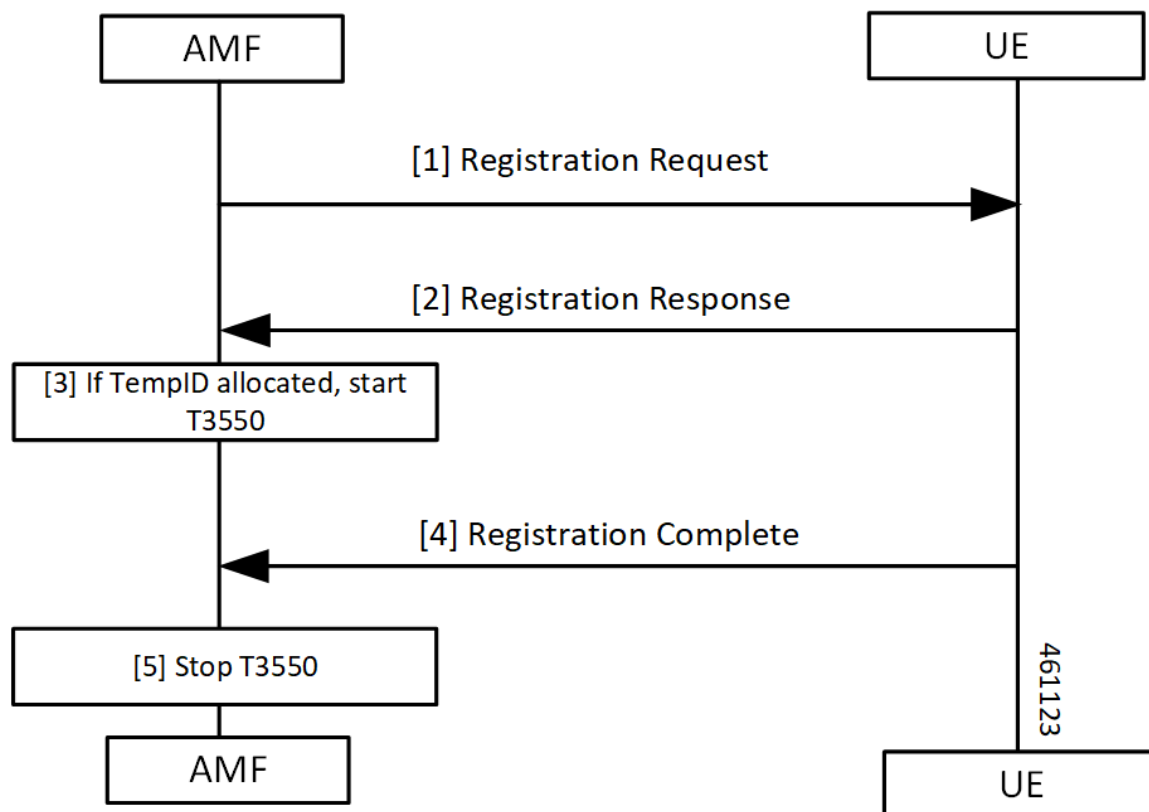 AMF
UE
[1] Registration Request
[2] Registration Response
[3] If TempID allocated, start
T3550
[4] Registration Complete
[5] Stop T3550
461123
AMF
UE